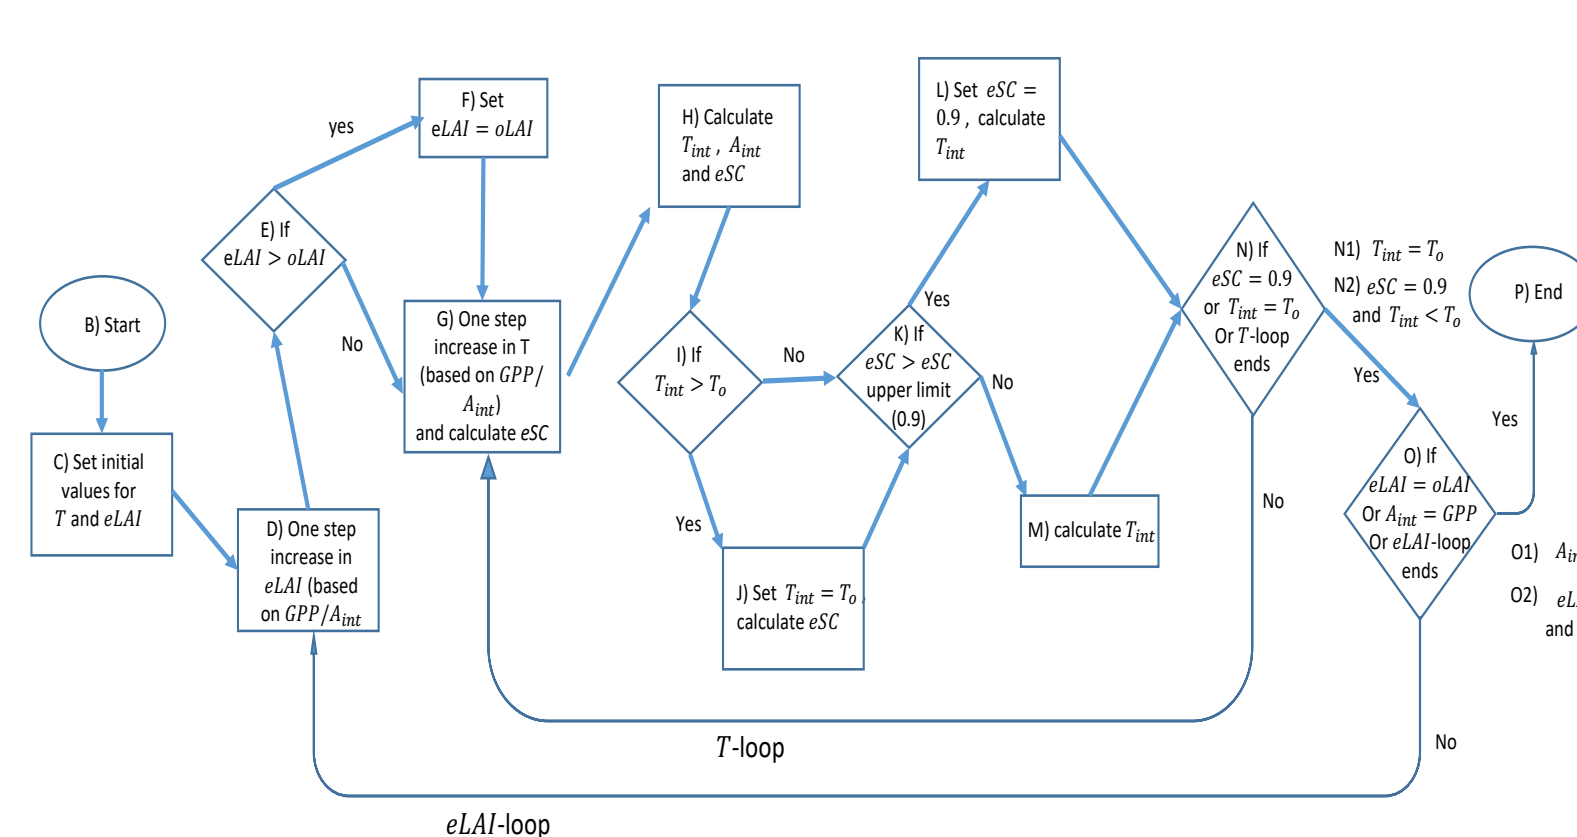 B) Start
C) Set initial
values for
T and eLAI
D) One step
increase in
eLAI (based
on GPP/A_int
E) If
eLAI > oLAI
yes
No
F) Set
eLAI = oLAI
G) One step
increase in T
(based on GPP/
A_int)
and calculate eSC
H) Calculate
T_int , A_int
and eSC
I) If
T_int > T_o
No
Yes
J) Set T_int = T_o ,
calculate eSC
K) If
eSC > eSC
upper limit
(0.9)
Yes
No
L) Set eSC =
0.9 , calculate
T_int
M) calculate T_int
N) If
eSC = 0.9
or T_int = T_o
Or T-loop
ends
N1) T_int = T_o
N2) eSC = 0.9
and T_int < T_o
Yes
No
O) If
eLAI = oLAI
Or A_int = GPP
Or eLAI-loop
ends
Yes
No
O1)
O2)
and
P) End
T-loop
eLAI-loop